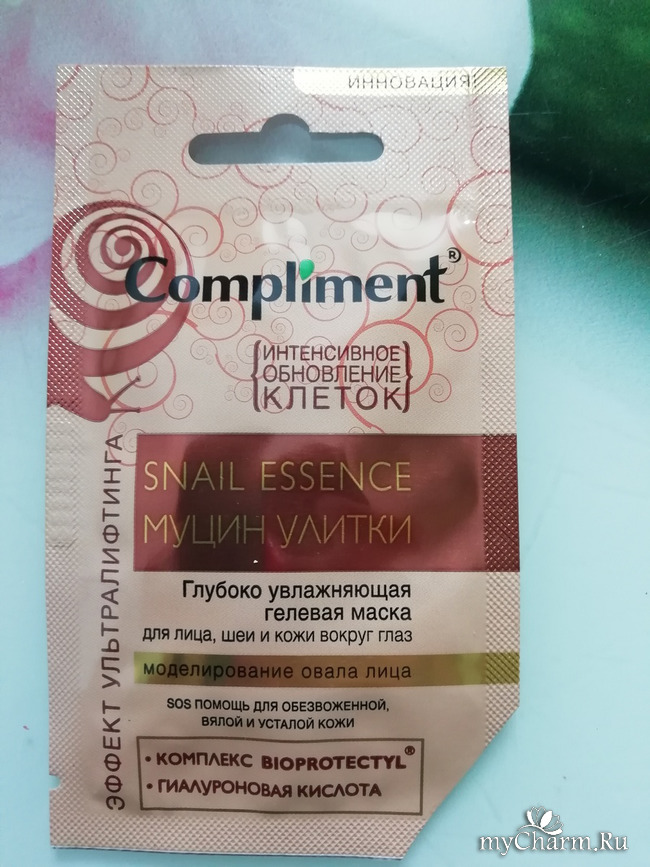 ИННОВАЦИЯ
Compliment®
ИНТЕНСИВНОЕ
ОБНОВЛЕНИЕ
КЛЕТОК
SNAIL ESSENCE
МУЦИН УЛИТКИ
Глубоко увлажняющая
гелевая маска
для лица, шеи и кожи вокруг глаз
моделирование овала лица
SOS ПОМОЩЬ ДЛЯ ОБЕЗВОЖЕННОЙ,
ВЯЛОЙ И УСТАЛОЙ КОЖИ
• КОМПЛЕКС BIOPROTECTYL®
• ГИАЛУРОНОВАЯ КИСЛОТА
ЭФФЕКТ УЛЬТРАЛИФТИНГА
myCharm.Ru